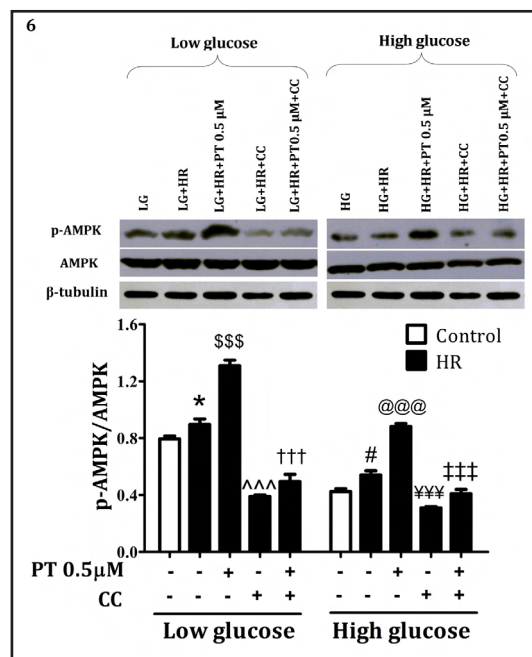 6
Low glucose
High glucose
LG
LG+HR
LG+HR+PT 0.5 μM
LG+HR+CC
LG+HR+PT0.5 μM+CC
HG
HG+HR
HG+HR+PT 0.5 μM
HG+HR+CC
HG+HR+PT0.5 μM+CC
p-AMPK
AMPK
β-tubulin
p-AMPK/AMPK
1.6
1.2
0.8
0.4
0.0
Control
HR
* $$$ ^^^ †††
# @@@ ¥¥¥ ‡‡‡
PT 0.5μM - - + - + - - + - +
CC - - - + + - - - + +
Low glucose
High glucose